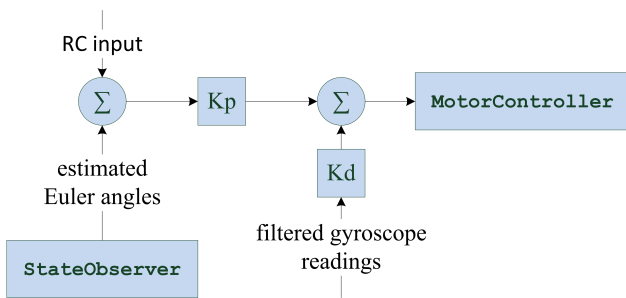 RC input
Σ
Kp
Σ
MotorController
estimated
Euler angles
Kd
filtered gyroscope
readings
StateObserver